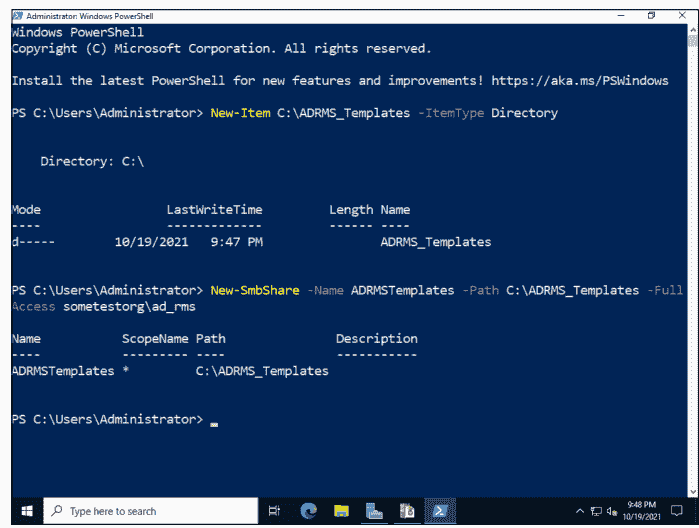 Administrator: Windows PowerShell
Windows PowerShell
Copyright (C) Microsoft Corporation. All rights reserved.
Install the latest PowerShell for new features and improvements! https://aka.ms/PSWindows
PS C:\Users\Administrator> New-Item C:\ADRMS_Templates -ItemType Directory
Directory: C:\
Mode LastWriteTime Length Name
---- ------------- ------ ----
d----- 10/19/2021 9:47 PM ADRMS_Templates
PS C:\Users\Administrator> New-SmbShare -Name ADRMSTemplates -Path C:\ADRMS_Templates -Full
Access sometestorg\ad_rms
Name ScopeName Path Description
---- --------- ---- -----------
ADRMSTemplates * C:\ADRMS_Templates
PS C:\Users\Administrator>
Type here to search
9:48 PM
10/19/2021